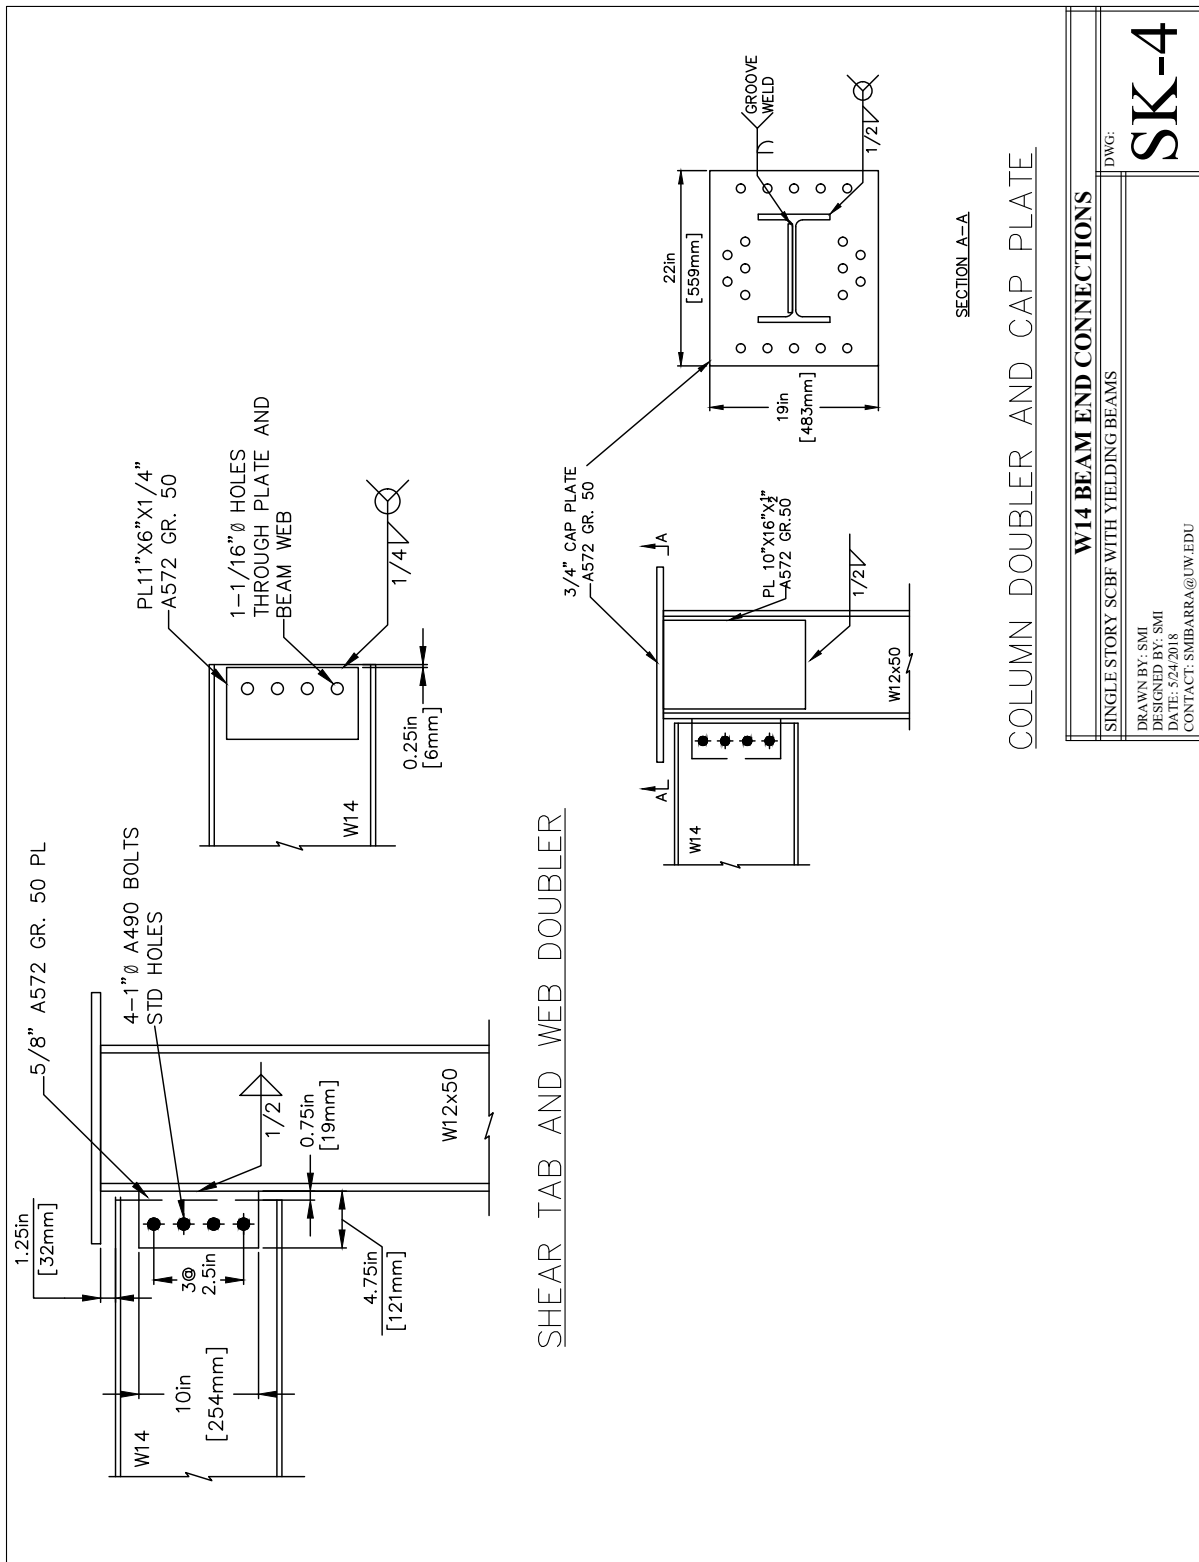 1.25in
[32mm]
5/8" A572 GR. 50 PL
4-1"Ø A490 BOLTS
STD HOLES
W14
10in
[254mm]
3@
2.5in
4.75in
[121mm]
0.75in
[19mm]
1/2
W12x50
PL11"X6"X1/4"
A572 GR. 50
1-1/16"Ø HOLES
THROUGH PLATE AND
BEAM WEB
1/4
W14
0.25in
[6mm]
SHEAR TAB AND WEB DOUBLER
3/4" CAP PLATE
A572 GR. 50
A
A
PL 10"X16"X1/2"
A572 GR.50
1/2
W14
W12x50
22in
[559mm]
19in
[483mm]
GROOVE
WELD
1/2
SECTION A-A
COLUMN DOUBLER AND CAP PLATE
W14 BEAM END CONNECTIONS
SINGLE STORY SCBF WITH YIELDING BEAMS
DRAWN BY: SMI
DESIGNED BY: SMI
DATE: 5/24/2018
CONTACT: SMIBARRA@UW.EDU
DWG:
SK-4